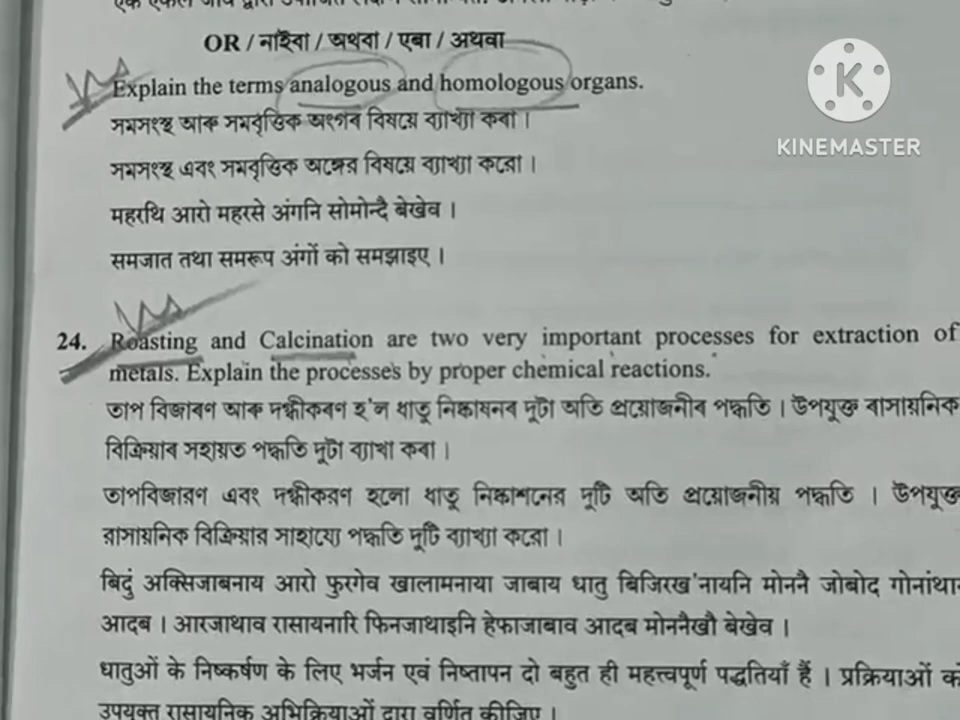 OR / নাইবা / অথবা / एबा / अथवा
Explain the terms analogous and homologous organs.
KINEMASTER
সমসংস্থ আৰু সমবৃত্তিক অংগৰ বিষয়ে ব্যাখ্যা কৰা ।
সমসংস্থ এবং সমবৃত্তিক অঙ্গের বিষয়ে ব্যাখ্যা করো ।
महरथि आरो महरसे अंगनि सोमोन्दै बेखेव ।
समजात तथा समरूप अंगों को समझाइए ।
24. Roasting and Calcination are two very important processes for extraction of
metals. Explain the processes by proper chemical reactions.
তাপ বিজাৰণ আৰু দগ্ধীকৰণ হ'ল ধাতু নিষ্কাষনৰ দূটা অতি প্ৰয়োজনীৰ পদ্ধতি । উপযুক্ত ৰাসায়নিক
বিক্ৰিয়াৰ সহায়ত পদ্ধতি দূটা ব্যাখা কৰা ।
তাপবিজারণ এবং দগ্ধীকরণ হলো ধাতু নিষ্কাশনের দুটি অতি প্রয়োজনীয় পদ্ধতি । উপযুক্ত
রাসায়নিক বিক্রিয়ার সাহায্যে পদ্ধতি দুটি ব্যাখ্যা করো ।
बिदुं अक्सिजाबनाय आरो फुरगेव खालामनाया जाबाय धातु बिजिरख'नायनि मोननै जोबोद गोनांथार
आदब । आरजाथाव रासायनारि फिनजाथाइनि हेफाजाबाव आदब मोननैखौ बेखेव ।
धातुओं के निष्कर्षण के लिए भर्जन एवं निष्तापन दो बहुत ही महत्त्वपूर्ण पद्धतियाँ हैं । प्रक्रियाओं को
उपयुक्त रासायनिक अभिक्रियाओं द्वारा वर्णित कीजिए ।